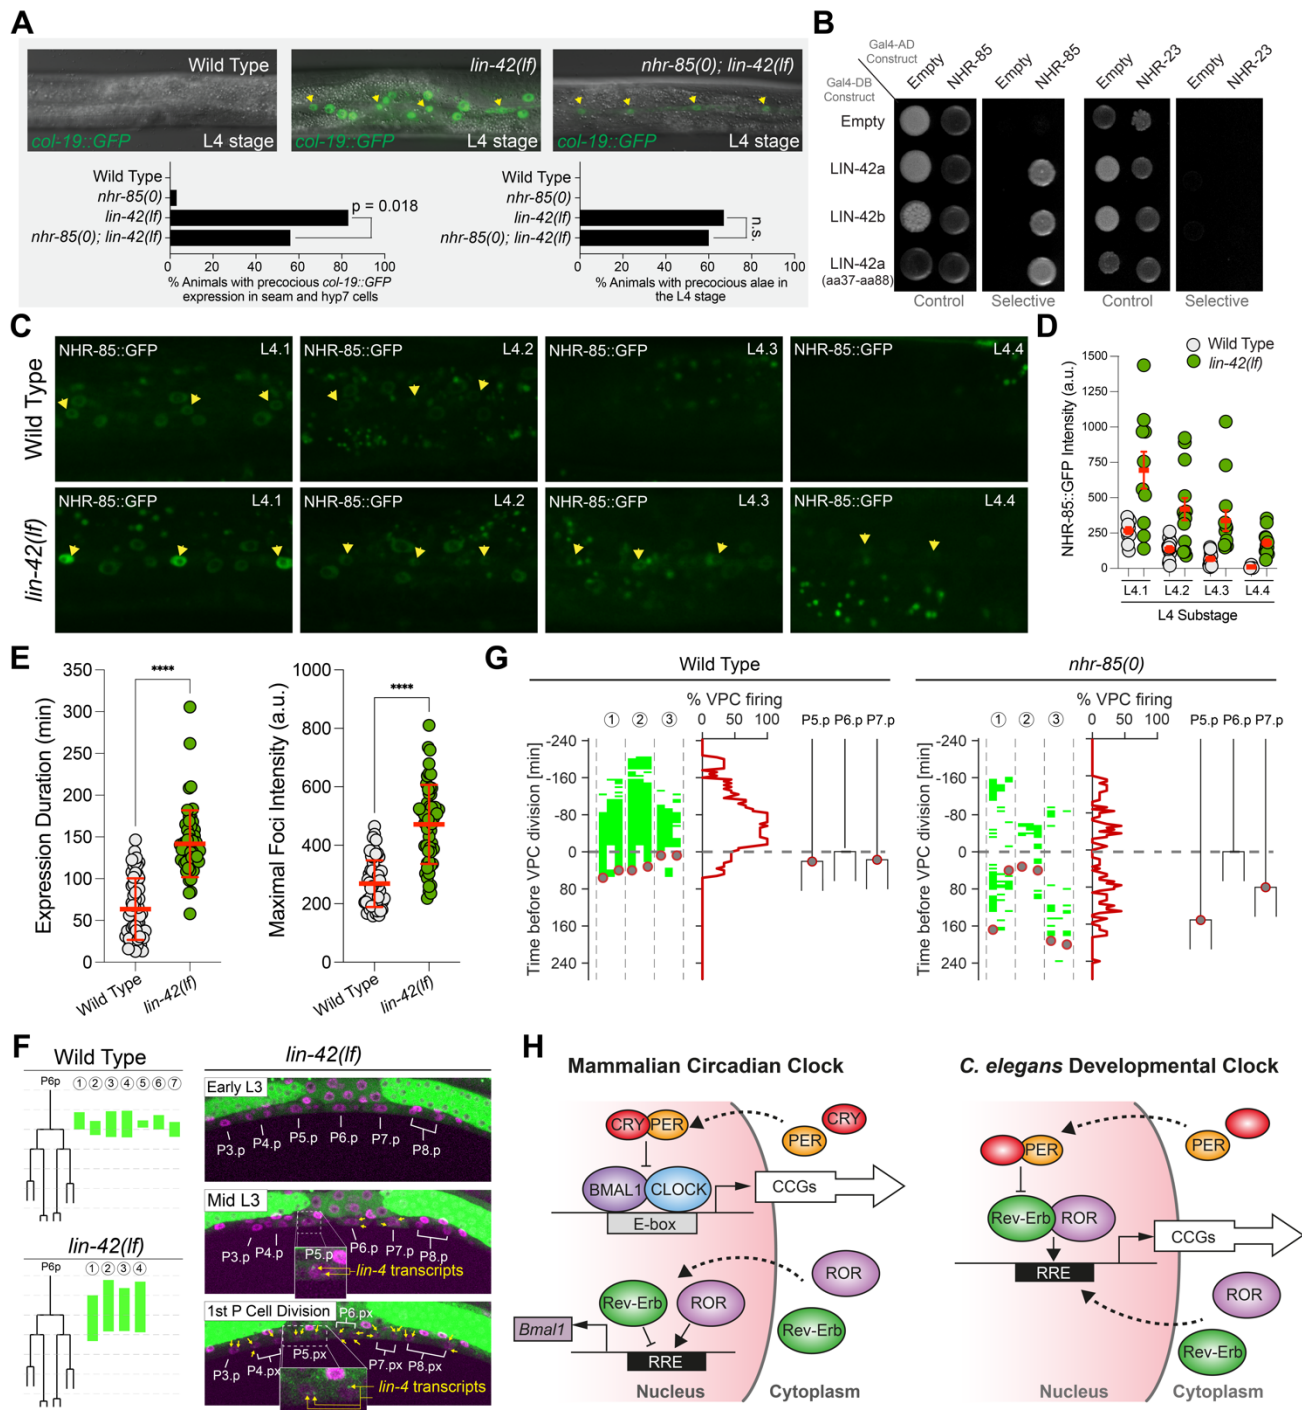 A
Wild Type
col-19::GFP
L4 stage
lin-42(lf)
col-19::GFP
L4 stage
nhr-85(0); lin-42(lf)
col-19::GFP
L4 stage
Wild Type
nhr-85(0)
lin-42(lf)
nhr-85(0); lin-42(lf)
p = 0.018
0 20 40 60 80 100
% Animals with precocious col-19::GFP
expression in seam and hyp7 cells
Wild Type
nhr-85(0)
lin-42(lf)
nhr-85(0); lin-42(lf)
n.s.
0 20 40 60 80 100
% Animals with precocious alae in
the L4 stage
B
Gal4-AD
Construct
Gal4-DB
Construct
Empty NHR-85 Empty NHR-85 Empty NHR-23 Empty NHR-23
Empty
LIN-42a
LIN-42b
LIN-42a
(aa37-aa88)
Control Selective Control Selective
C
Wild Type
NHR-85::GFP L4.1
NHR-85::GFP L4.2
NHR-85::GFP L4.3
NHR-85::GFP L4.4
lin-42(lf)
NHR-85::GFP L4.1
NHR-85::GFP L4.2
NHR-85::GFP L4.3
NHR-85::GFP L4.4
D
Wild Type
lin-42(lf)
NHR-85::GFP Intensity (a.u.)
1500
1250
1000
750
500
250
0
L4.1 L4.2 L4.3 L4.4
L4 Substage
E
Expression Duration (min)
350
300
250
200
150
100
50
0
****
Wild Type
lin-42(lf)
Maximal Foci Intensity (a.u.)
1000
800
600
400
200
0
****
Wild Type
lin-42(lf)
G
Wild Type
% VPC firing
1 2 3
0 50 100
P5.p P6.p P7.p
Time before VPC division [min]
-240
-160
-80
0
80
160
240
nhr-85(0)
% VPC firing
1 2 3
0 50 100
P5.p P6.p P7.p
Time before VPC division [min]
-240
-160
-80
0
80
160
240
F
Wild Type
P6p
1 2 3 4 5 6 7
lin-42(lf)
P6p
1 2 3 4
lin-42(lf)
Early L3
P3.p P4.p P5.p P6.p P7.p P8.p
Mid L3
P3.p P4.p P5.p P6.p P7.p P8.p
lin-4 transcripts
1st P Cell Division
P6.px
P3.p P4.px P5.px P7.px P8.px
lin-4 transcripts
H
Mammalian Circadian Clock
CRY PER
CRY
PER
BMAL1 CLOCK
E-box
CCGs
Rev-Erb ROR
ROR
Rev-Erb
Bmal1
RRE
Nucleus Cytoplasm
C. elegans Developmental Clock
PER
PER
Rev-Erb ROR
RRE
CCGs
ROR
Rev-Erb
Nucleus Cytoplasm